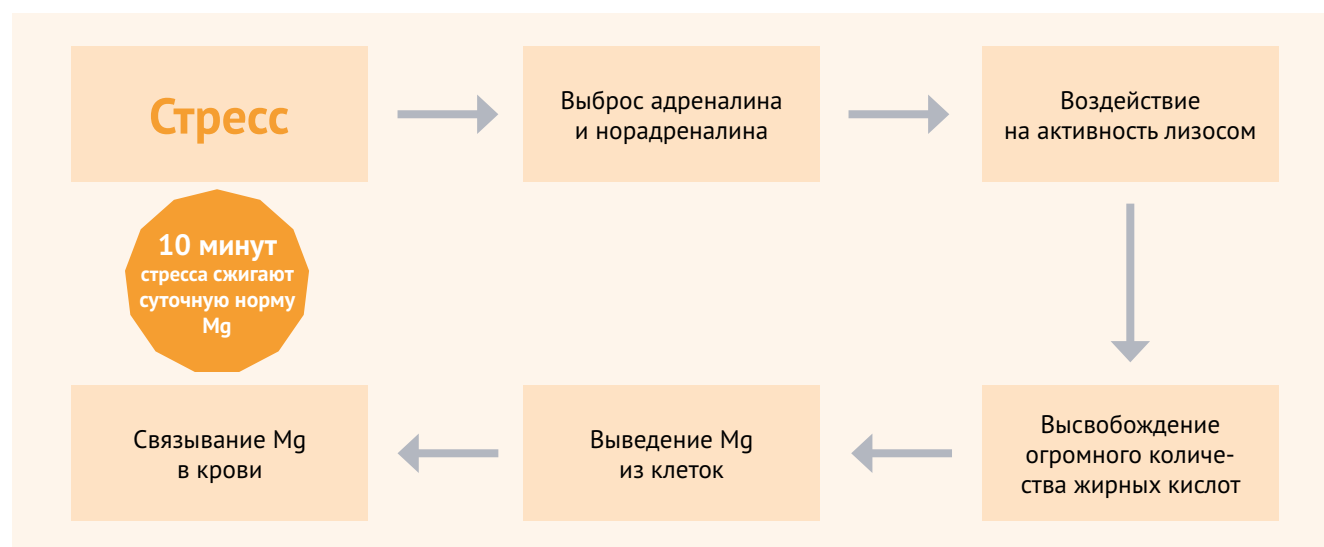 Стресс
Выброс адреналина
и норадреналина
Воздействие
на активность лизосом
10 минут
стресса сжигают
суточную норму
Mg
Высвобождение
огромного количе-
ства жирных кислот
Выведение Mg
из клеток
Связывание Mg
в крови